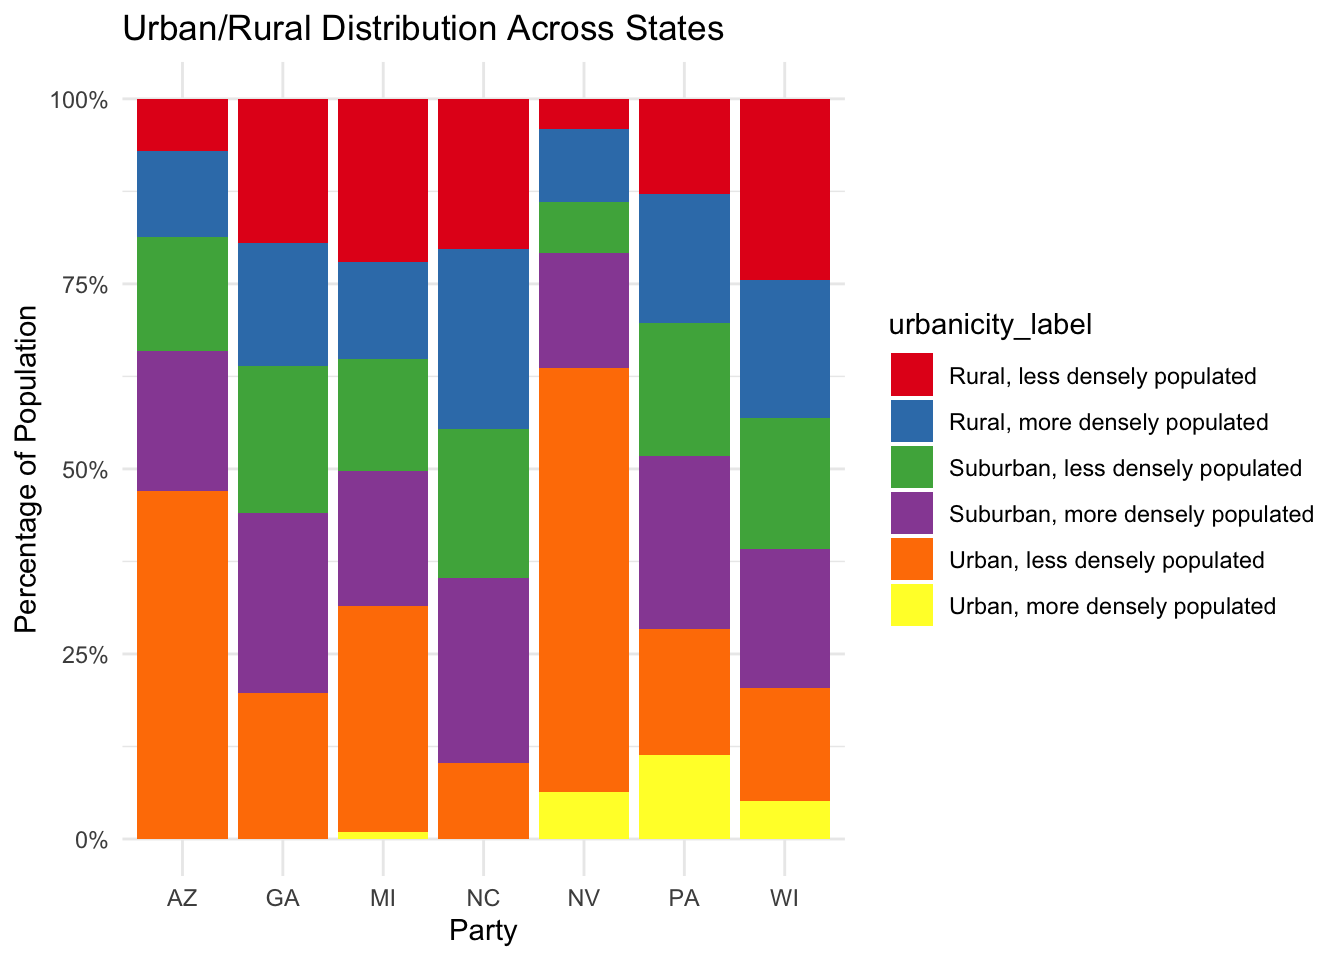 Urban/Rural Distribution Across States
Percentage of Population
100%
75%
50%
25%
0%
AZ GA MI NC NV PA WI
Party
urbanicity_label
Rural, less densely populated
Rural, more densely populated
Suburban, less densely populated
Suburban, more densely populated
Urban, less densely populated
Urban, more densely populated